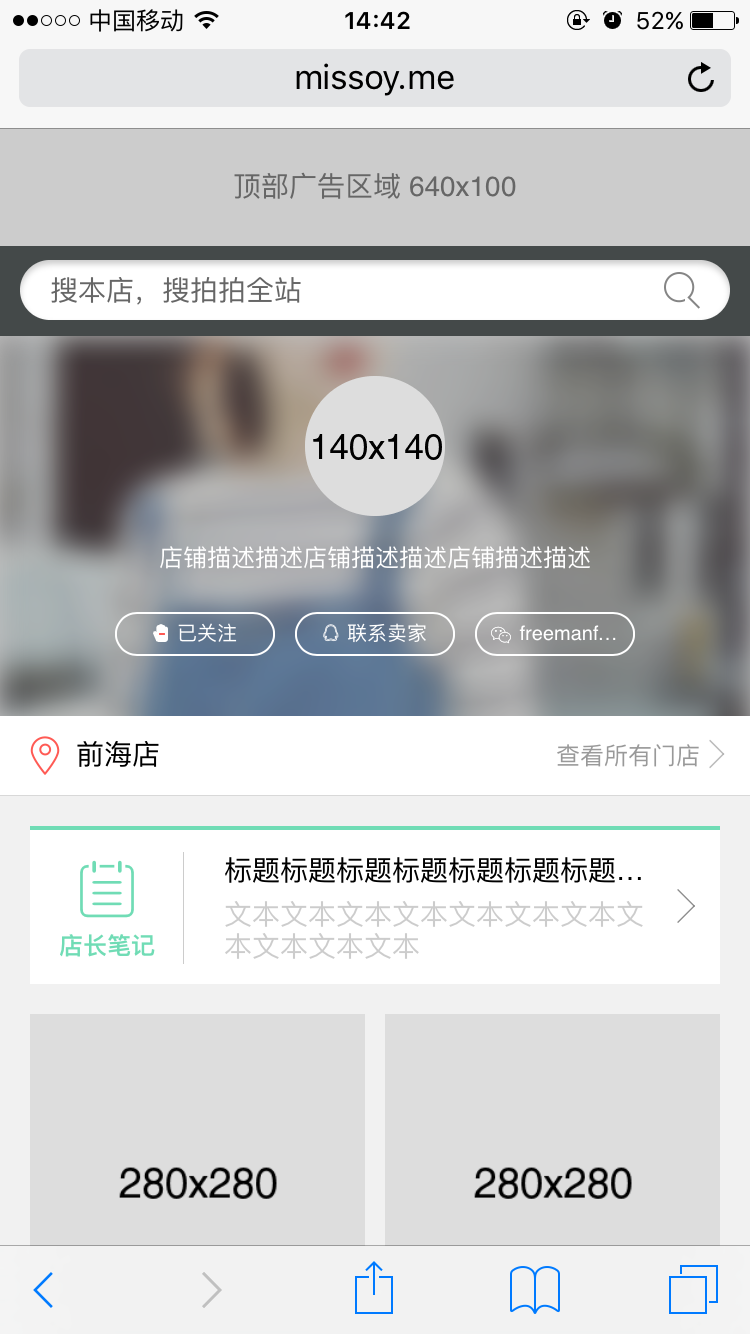 中国移动 14:42 52%
missoy.me
顶部广告区域 640x100
搜本店，搜拍拍全站
140x140
店铺描述描述店铺描述描述店铺描述描述
已关注 联系卖家 freemanf...
前海店 查看所有门店
标题标题标题标题标题标题标题...
文本文本文本文本文本文本文本文
本文本文本文本
店长笔记
280x280 280x280